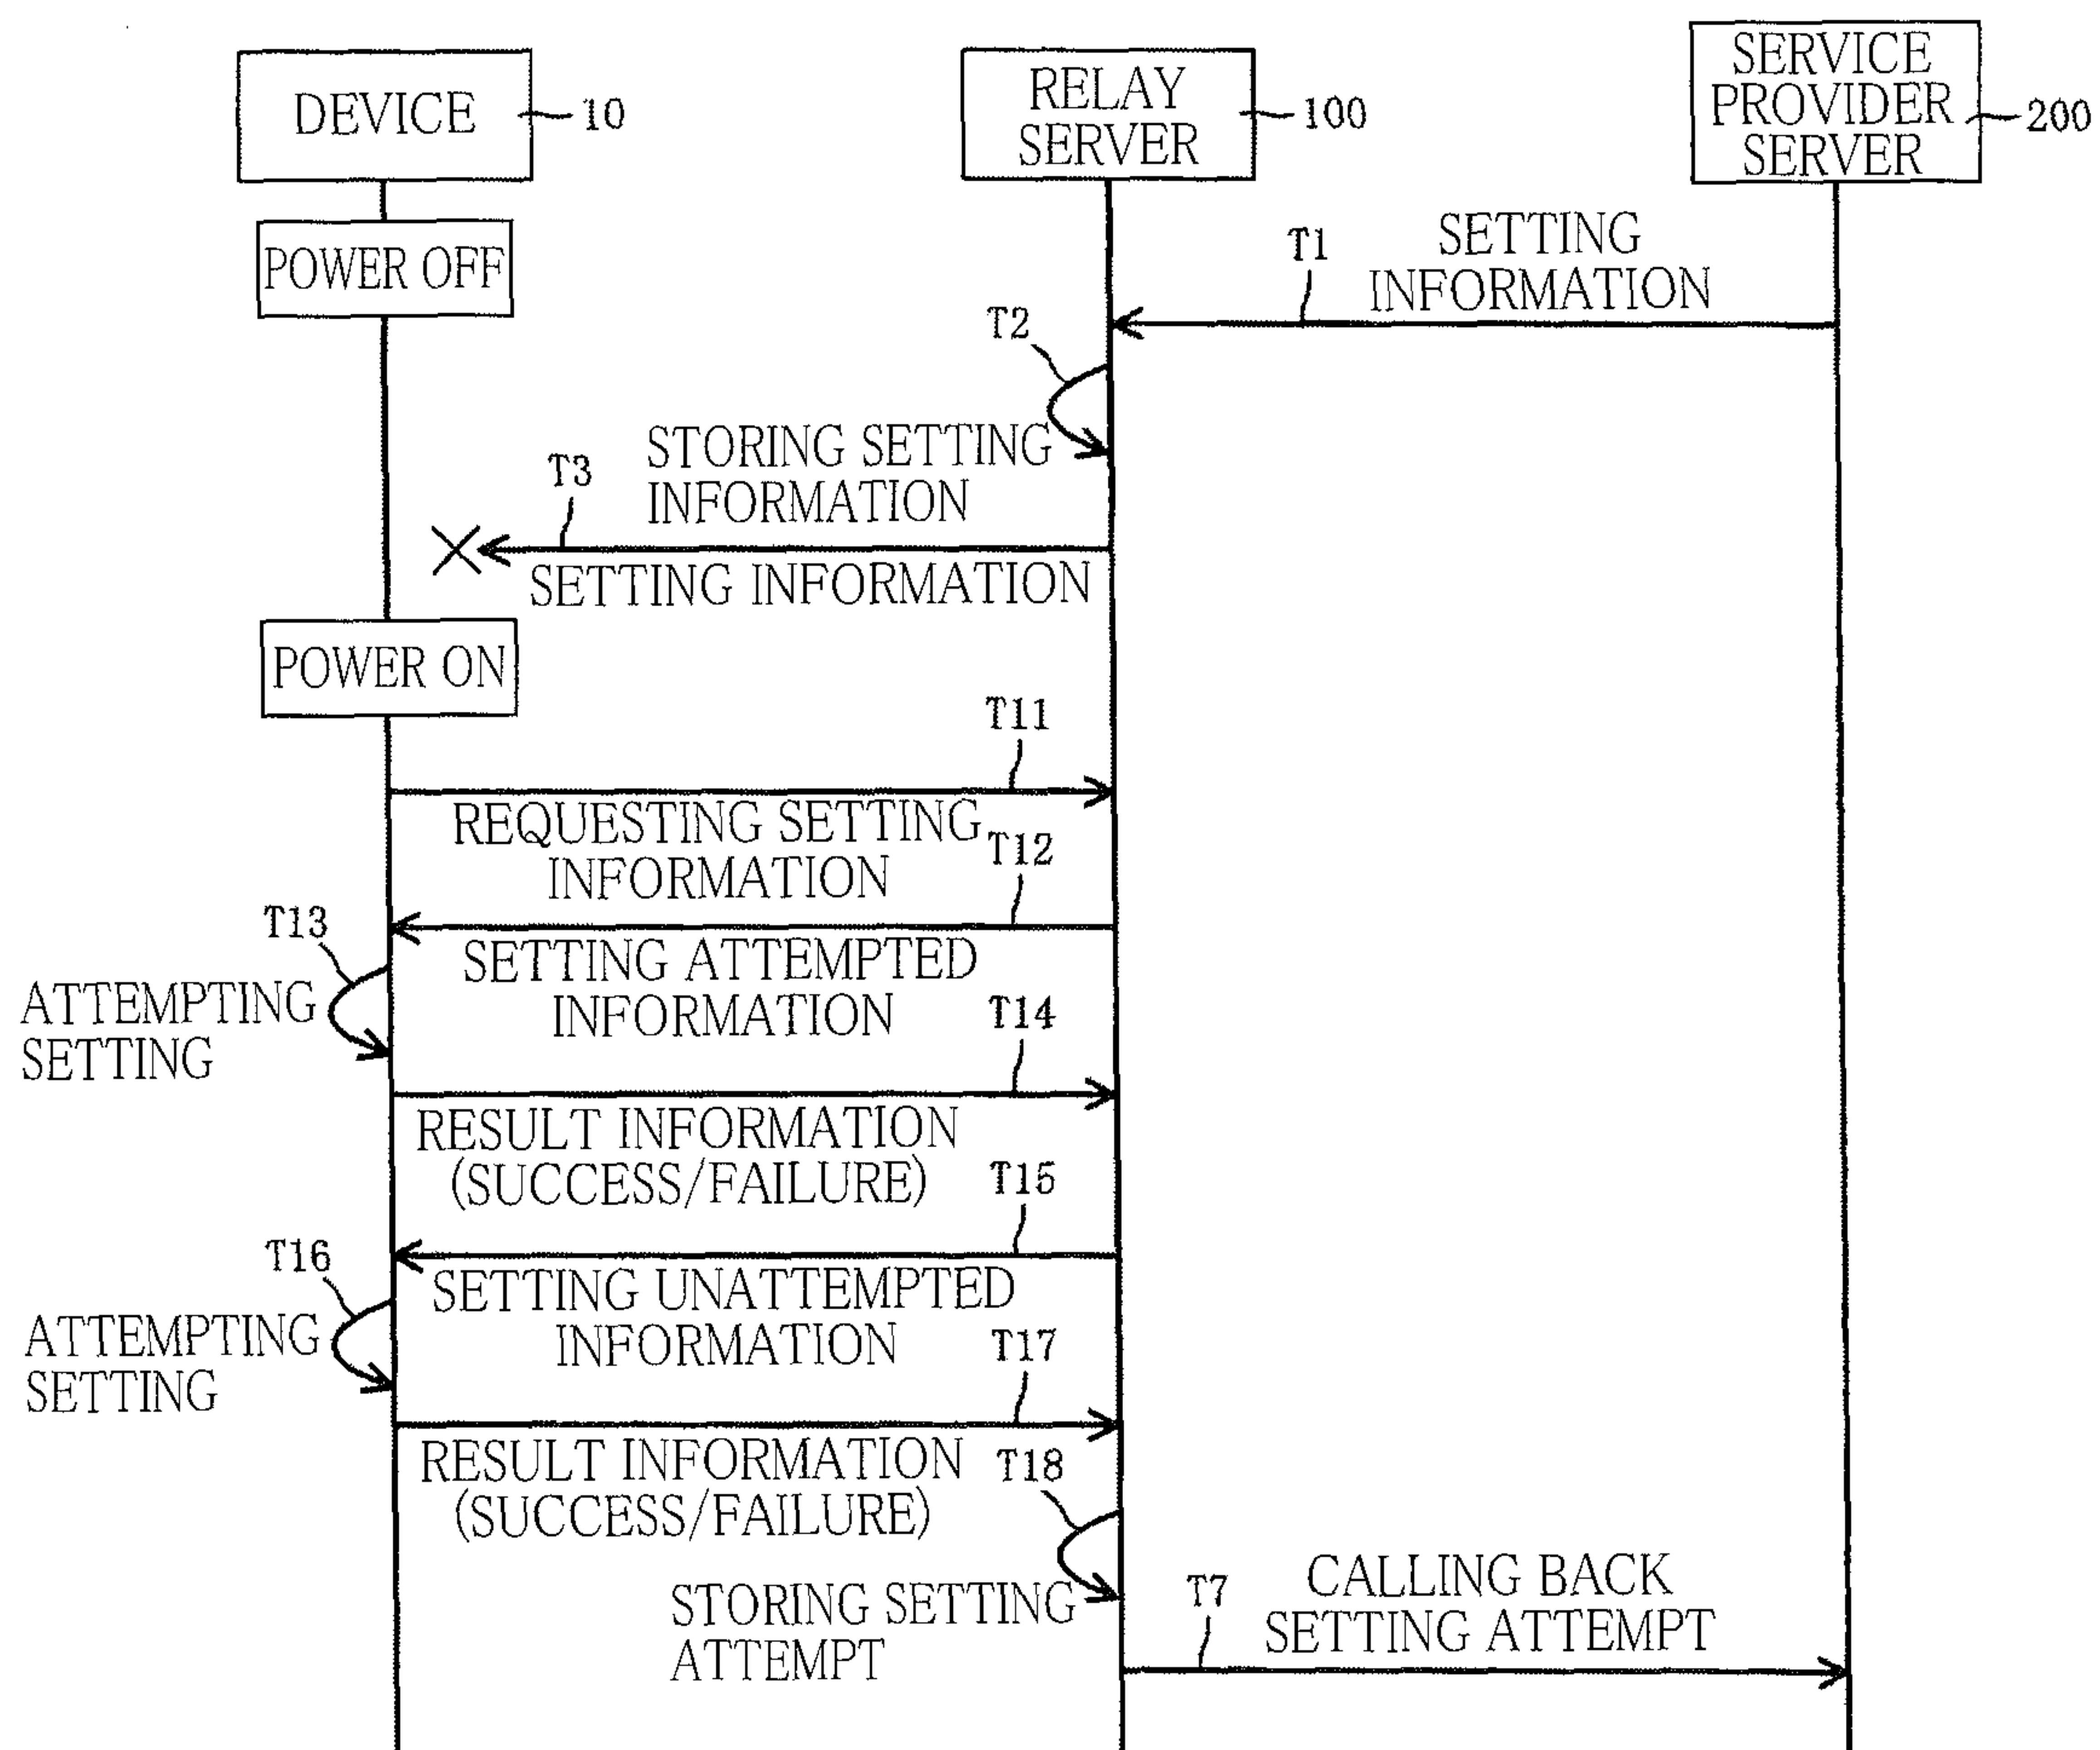 DEVICE
10
RELAY
SERVER
100
SERVICE
PROVIDER
SERVER
200
POWER OFF
T1
SETTING
INFORMATION
T2
STORING SETTING
INFORMATION
T3
SETTING INFORMATION
POWER ON
T11
REQUESTING SETTING
INFORMATION
T12
SETTING ATTEMPTED
INFORMATION
T13
ATTEMPTING
SETTING
T14
RESULT INFORMATION
(SUCCESS/FAILURE)
T15
SETTING UNATTEMPTED
INFORMATION
T16
ATTEMPTING
SETTING
T17
RESULT INFORMATION
(SUCCESS/FAILURE)
T18
STORING SETTING
ATTEMPT
T7
CALLING BACK
SETTING ATTEMPT